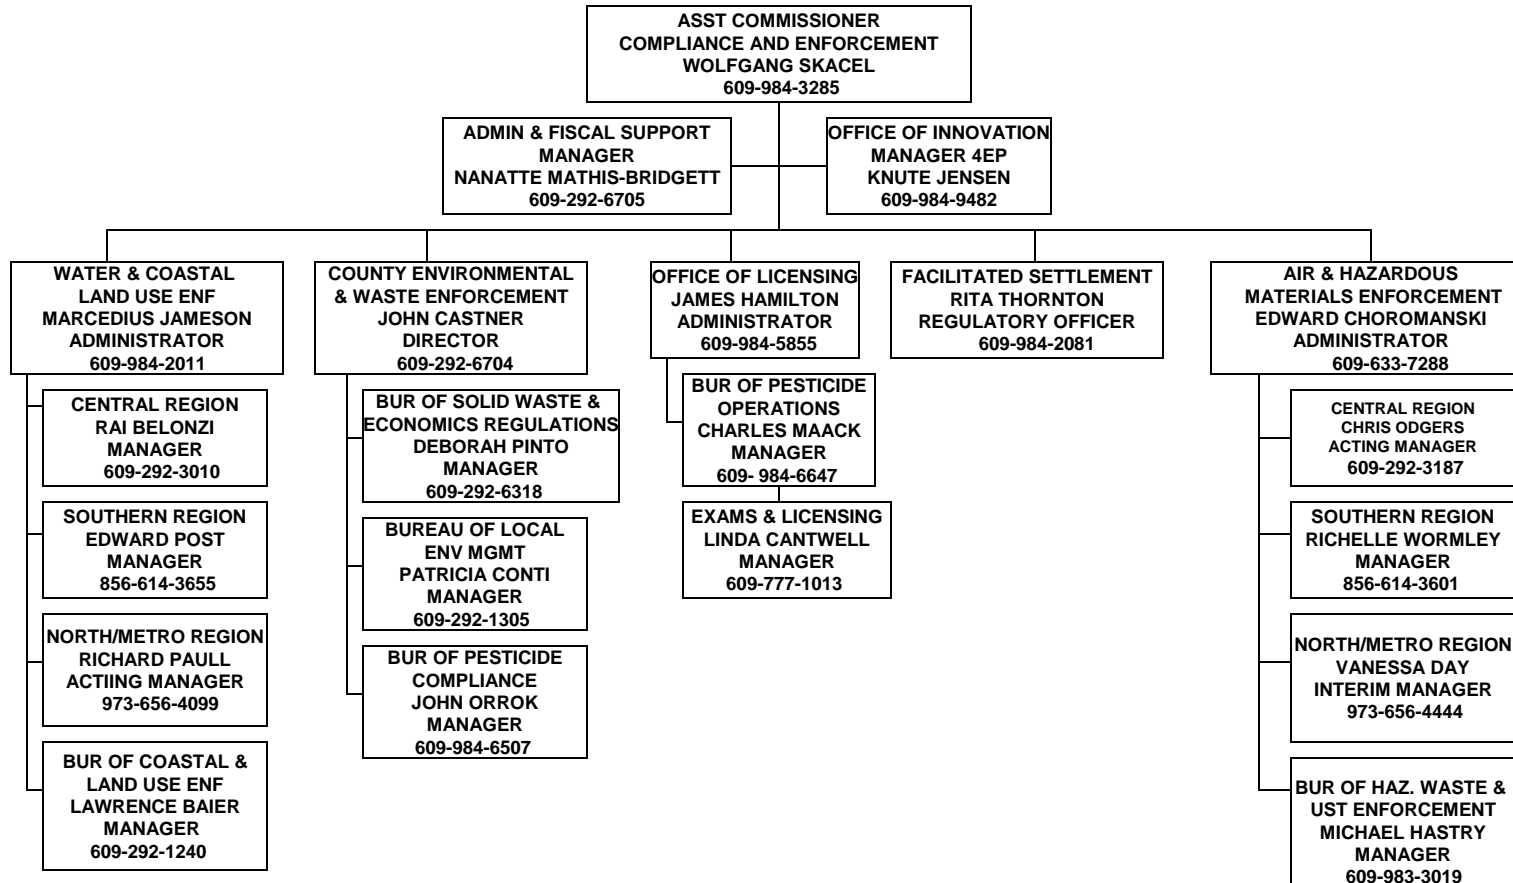 ASST COMMISSIONER
COMPLIANCE AND ENFORCEMENT
WOLFGANG SKACEL
609-984-3285
ADMIN & FISCAL SUPPORT
MANAGER
NANATTE MATHIS-BRIDGETT
609-292-6705
OFFICE OF INNOVATION
MANAGER 4EP
KNUTE JENSEN
609-984-9482
WATER & COASTAL
LAND USE ENF
MARCEDIUS JAMESON
ADMINISTRATOR
609-984-2011
CENTRAL REGION
RAI BELONZI
MANAGER
609-292-3010
SOUTHERN REGION
EDWARD POST
MANAGER
856-614-3655
NORTH/METRO REGION
RICHARD PAULL
ACTIING MANAGER
973-656-4099
BUR OF COASTAL &
LAND USE ENF
LAWRENCE BAIER
MANAGER
609-292-1240
COUNTY ENVIRONMENTAL
& WASTE ENFORCEMENT
JOHN CASTNER
DIRECTOR
609-292-6704
BUR OF SOLID WASTE &
ECONOMICS REGULATIONS
DEBORAH PINTO
MANAGER
609-292-6318
BUREAU OF LOCAL
ENV MGMT
PATRICIA CONTI
MANAGER
609-292-1305
BUR OF PESTICIDE
COMPLIANCE
JOHN ORROK
MANAGER
609-984-6507
OFFICE OF LICENSING
JAMES HAMILTON
ADMINISTRATOR
609-984-5855
BUR OF PESTICIDE
OPERATIONS
CHARLES MAACK
MANAGER
609- 984-6647
EXAMS & LICENSING
LINDA CANTWELL
MANAGER
609-777-1013
FACILITATED SETTLEMENT
RITA THORNTON
REGULATORY OFFICER
609-984-2081
AIR & HAZARDOUS
MATERIALS ENFORCEMENT
EDWARD CHOROMANSKI
ADMINISTRATOR
609-633-7288
CENTRAL REGION
CHRIS ODGERS
ACTING MANAGER
609-292-3187
SOUTHERN REGION
RICHELLE WORMLEY
MANAGER
856-614-3601
NORTH/METRO REGION
VANESSA DAY
INTERIM MANAGER
973-656-4444
BUR OF HAZ. WASTE &
UST ENFORCEMENT
MICHAEL HASTRY
MANAGER
609-983-3019